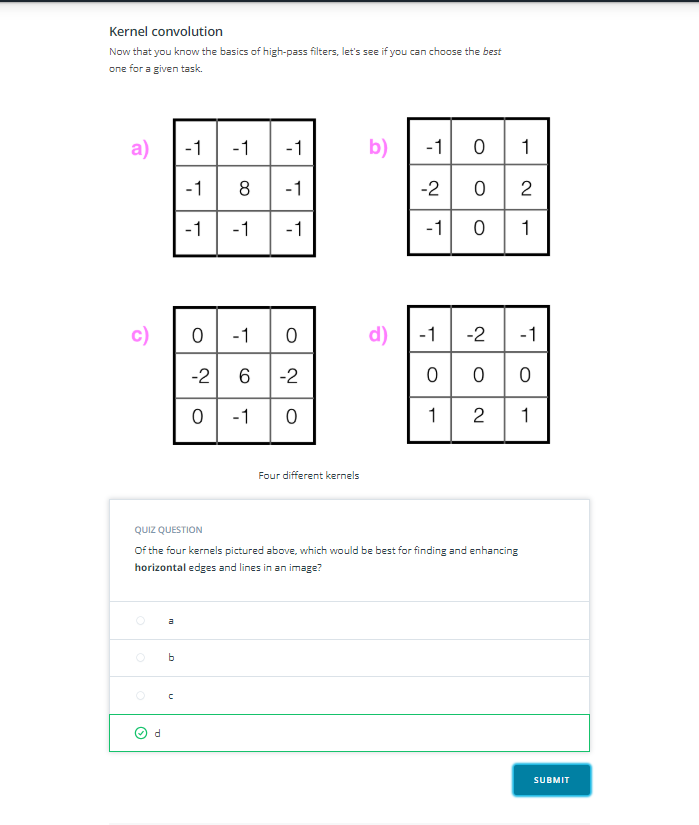 Kernel convolution
Now that you know the basics of high-pass filters, let's see if you can choose the best
one for a given task.
a) -1 -1 -1
-1 8 -1
-1 -1 -1
b) -1 0 1
-2 0 2
-1 0 1
c) 0 -1 0
-2 6 -2
0 -1 0
d) -1 -2 -1
0 0 0
1 2 1
Four different kernels
QUIZ QUESTION
Of the four kernels pictured above, which would be best for finding and enhancing
horizontal edges and lines in an image?
a
b
c
d
SUBMIT